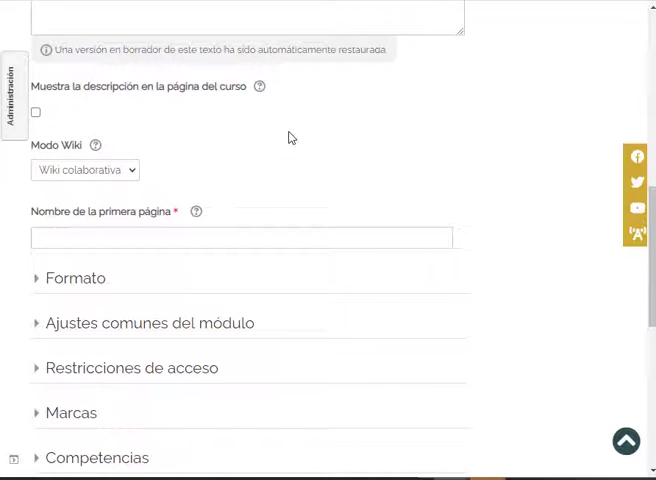 Una versión en borrador de este texto ha sido automáticamente restaurada.
Administración
Muestra la descripción en la página del curso
Modo Wiki
Wiki colaborativa
Nombre de la primera página *
Formato
Ajustes comunes del módulo
Restricciones de acceso
Marcas
Competencias